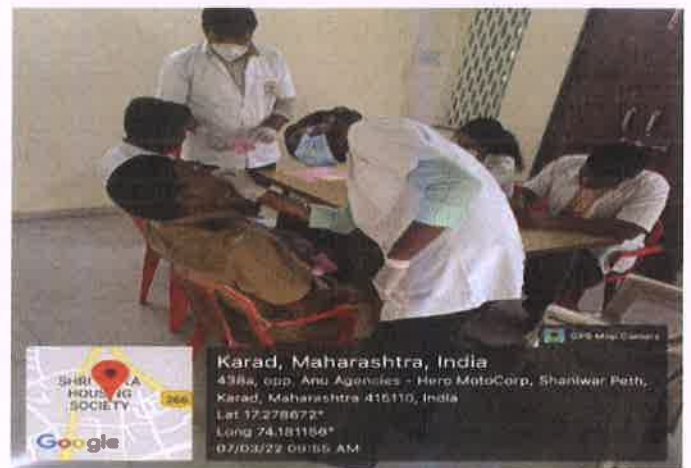 GPS Map Camera
Karad, Maharashtra, India
438a, opp. Anu Agencies - Hero MotoCorp, Shaniwar Peth,
Karad, Maharashtra 415110, India
Lat 17.278672°
Long 74.181156°
07/03/22 09:55 AM
SHRI
HOUSING
SOCIETY
266
Google